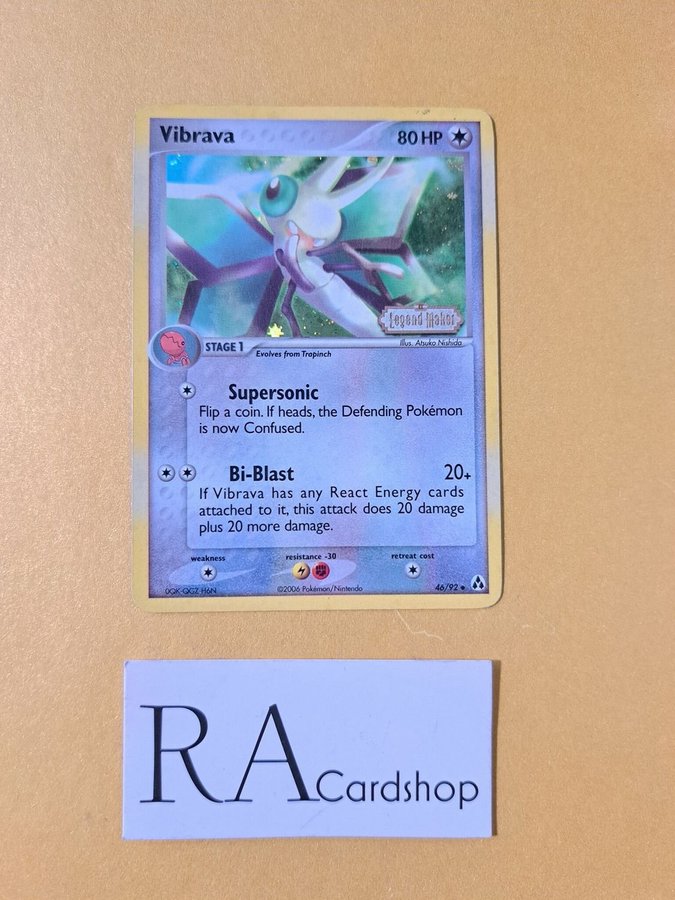 Vibrava 80 HP
Legend Maker
Illus. Atsuko Nishida
STAGE 1
Evolves from Trapinch
Supersonic
Flip a coin. If heads, the Defending Pokémon
is now Confused.
Bi-Blast 20+
If Vibrava has any React Energy cards
attached to it, this attack does 20 damage
plus 20 more damage.
weakness resistance -30 retreat cost
0QK-QGZ H6N ©2006 Pokémon/Nintendo 46/92
RA Cardshop